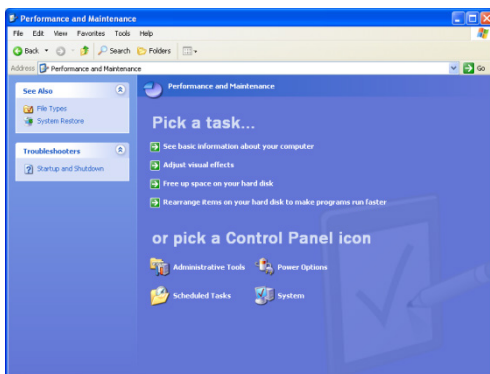 Performance and Maintenance
File Edit View Favorites Tools Help
Back Search Folders
Address Performance and Maintenance Go
See Also
File Types
System Restore
Troubleshooters
Startup and Shutdown
Performance and Maintenance
Pick a task...
See basic information about your computer
Adjust visual effects
Free up space on your hard disk
Rearrange items on your hard disk to make programs run faster
or pick a Control Panel icon
Administrative Tools Power Options
Scheduled Tasks System